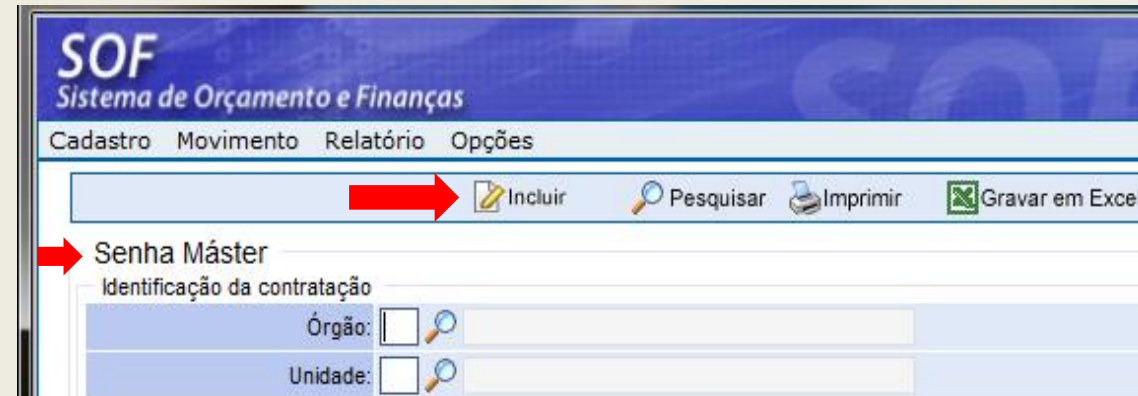 SOF
Sistema de Orçamento e Finanças
Cadastro Movimento Relatório Opções
Incluir Pesquisar Imprimir Gravar em Exce
Senha Máster
Identificação da contratação
Órgão:
Unidade: